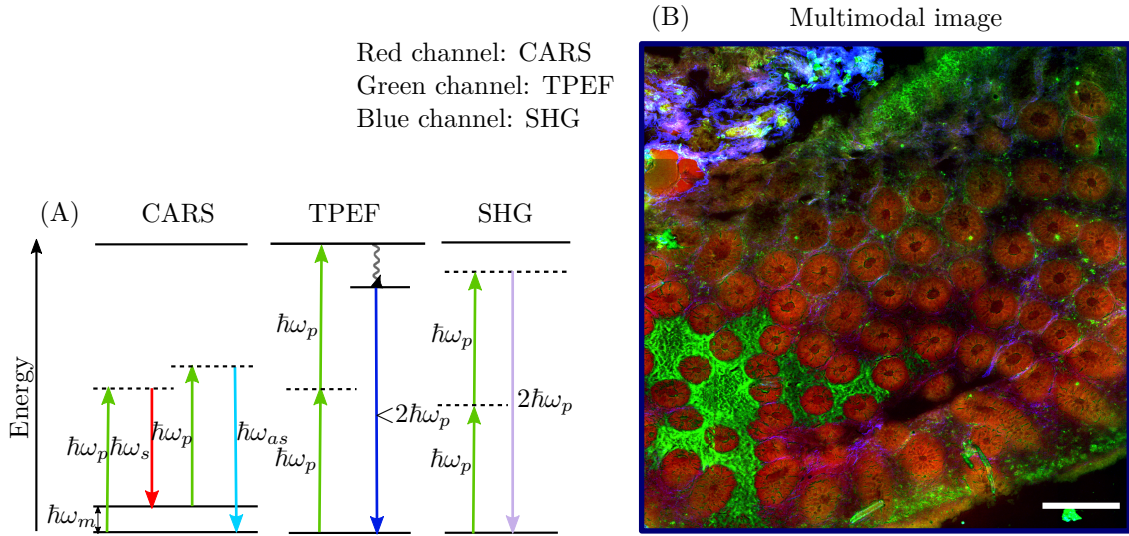 (B) Multimodal image
Red channel: CARS
Green channel: TPEF
Blue channel: SHG
(A) CARS TPEF SHG
Energy
ħω_p
ħω_s
ħω_p
ħω_as
ħω_m
ħω_p
ħω_p
<2ħω_p
ħω_p
ħω_p
2ħω_p